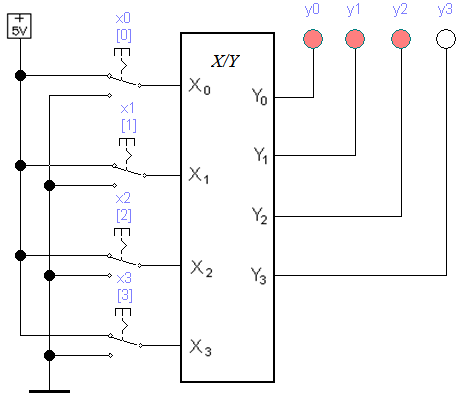 +
5V
x0
[0]
x1
[1]
x2
[2]
x3
[3]
X/Y
X0
X1
X2
X3
Y0
Y1
Y2
Y3
y0 y1 y2 y3